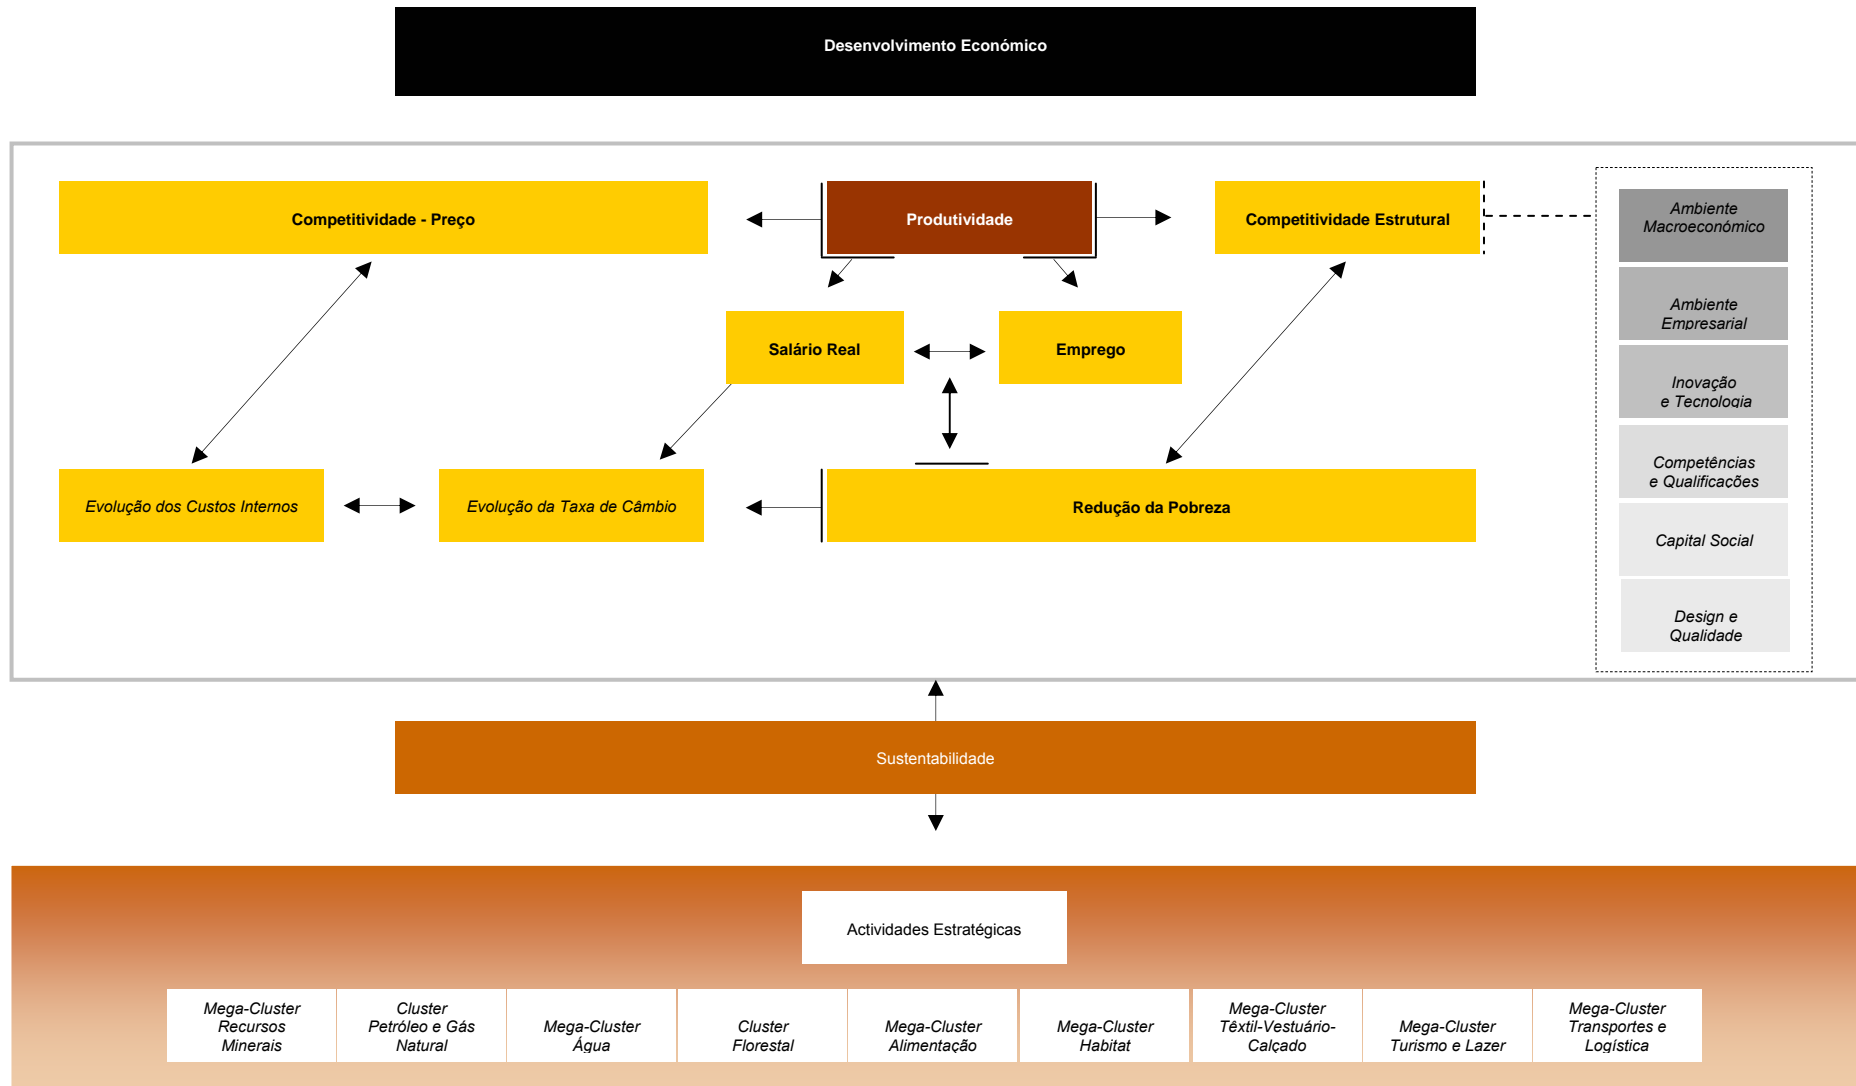 Desenvolvimento Económico
Competitividade - Preço
Produtividade
Competitividade Estrutural
Ambiente
Macroeconómico
Ambiente
Empresarial
Salário Real
Emprego
Inovação
e Tecnologia
Competências
e Qualificações
Evolução dos Custos Internos
Evolução da Taxa de Câmbio
Redução da Pobreza
Capital Social
Design e
Qualidade
Sustentabilidade
Actividades Estratégicas
Mega-Cluster
Recursos
Minerais
Cluster
Petróleo e Gás
Natural
Mega-Cluster
Água
Cluster
Florestal
Mega-Cluster
Alimentação
Mega-Cluster
Habitat
Mega-Cluster
Têxtil-Vestuário-
Calçado
Mega-Cluster
Turismo e Lazer
Mega-Cluster
Transportes e
Logística